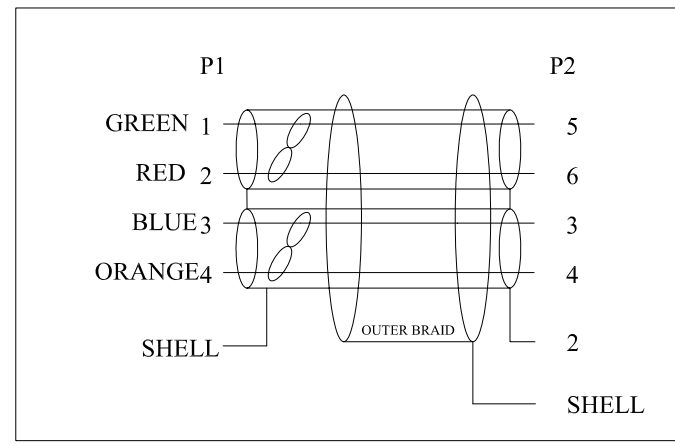 P1 P2
GREEN 1 5
RED 2 6
BLUE 3 3
ORANGE 4 4
OUTER BRAID
SHELL 2
SHELL